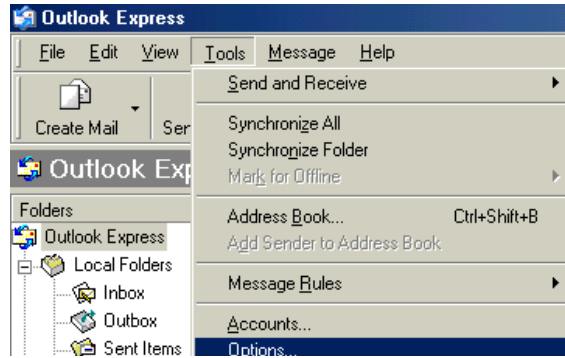 Outlook Express
File Edit View Tools Message Help
Send and Receive
Create Mail Ser
Synchronize All
Synchronize Folder
Outlook Exp
Mark for Offline
Folders
Address Book... Ctrl+Shift+B
Outlook Express
Add Sender to Address Book
Local Folders
Message Rules
Inbox
Outbox
Accounts...
Sent Items
Options...